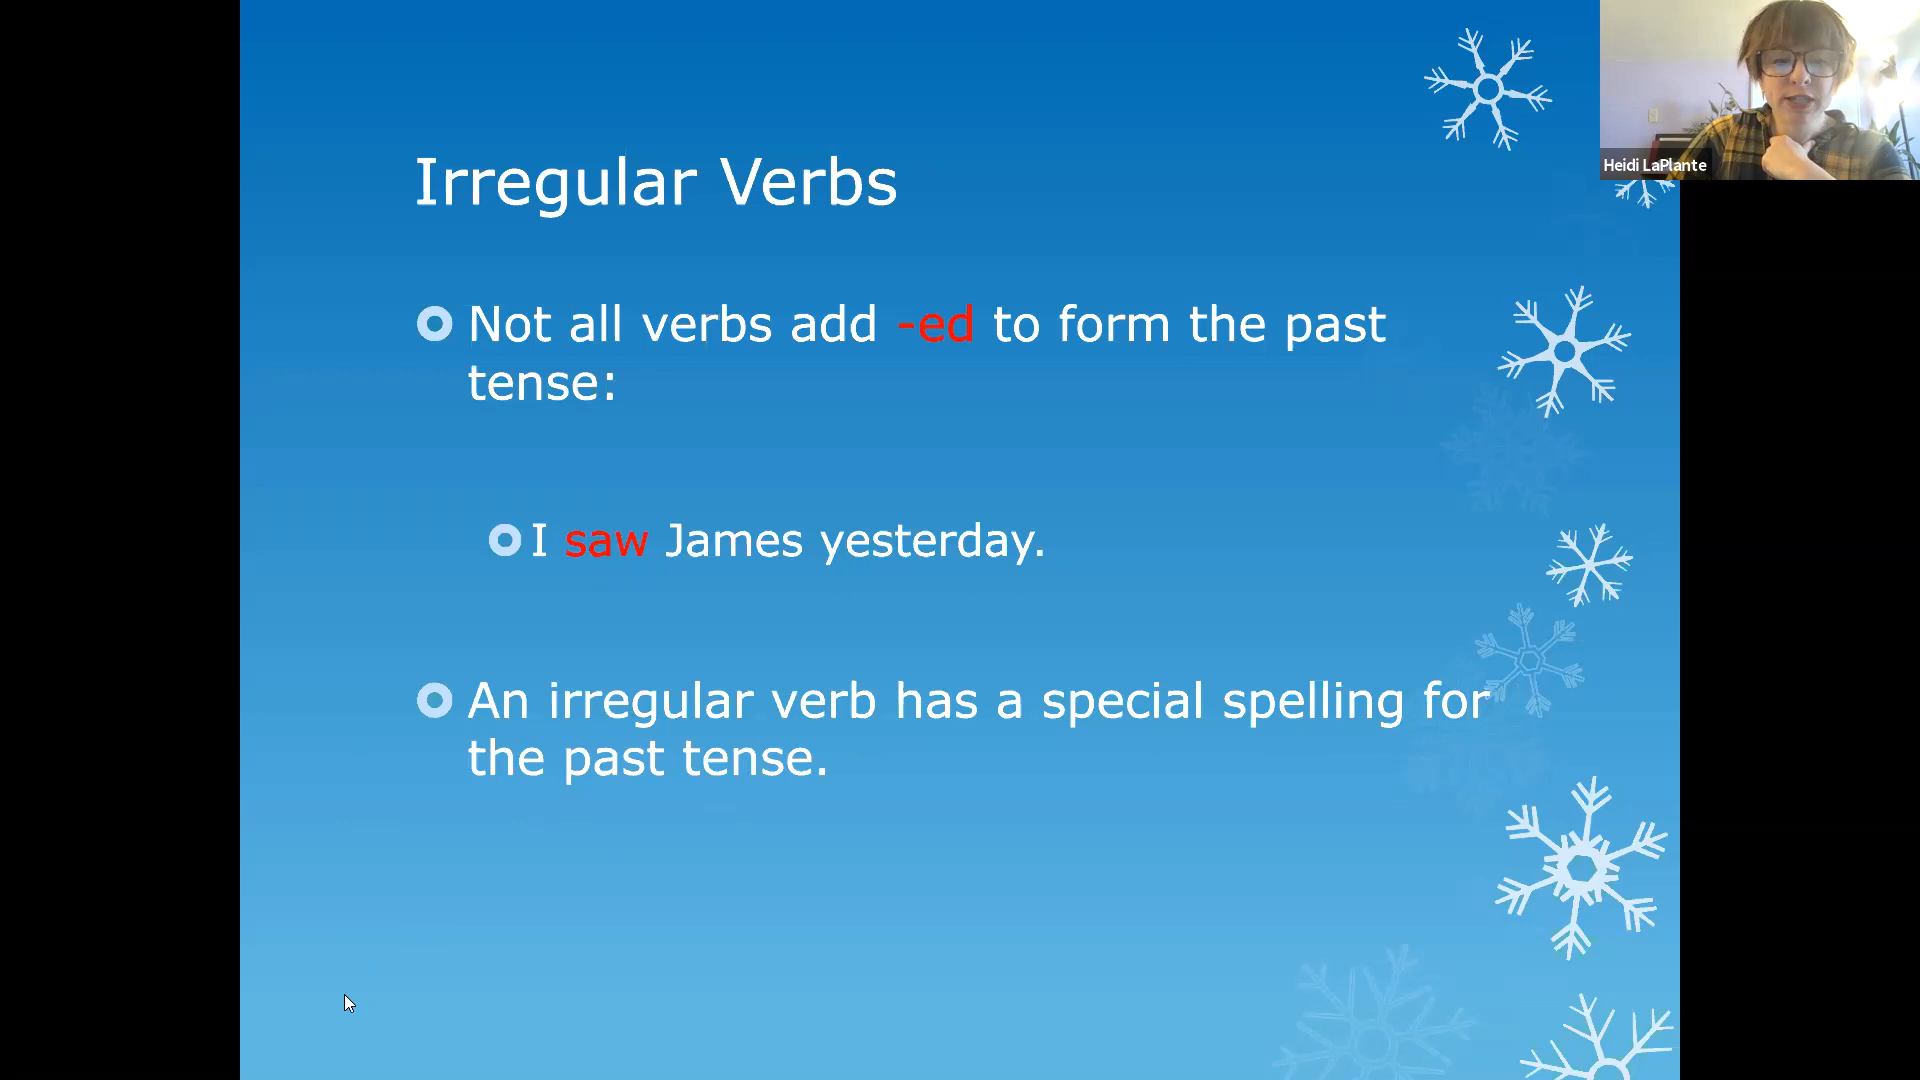 Heidi LaPlante
Irregular Verbs
Not all verbs add -ed to form the past
tense:
I saw James yesterday.
An irregular verb has a special spelling for
the past tense.